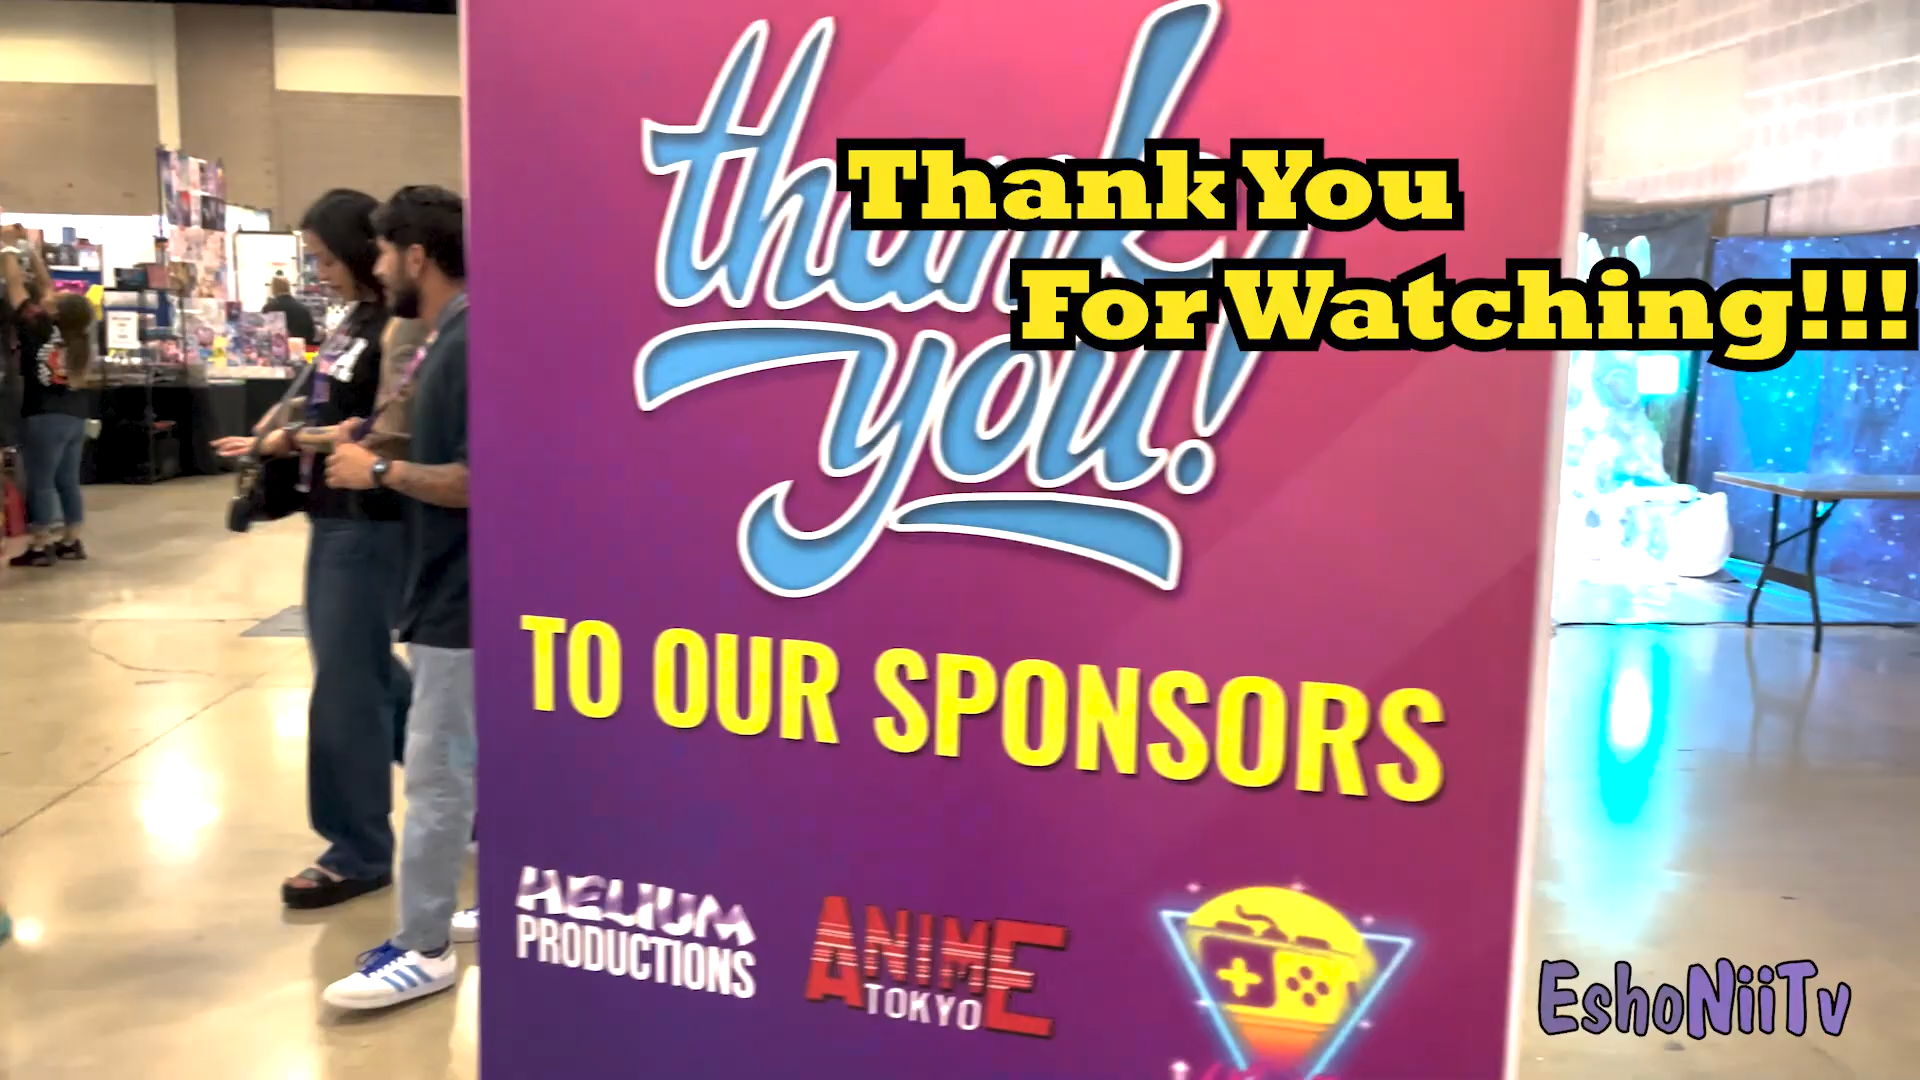 thank
you!
Thank You
For Watching!!!
TO OUR SPONSORS
HELIUM
PRODUCTIONS
ANIME
TOKYO
EshoNiiTv